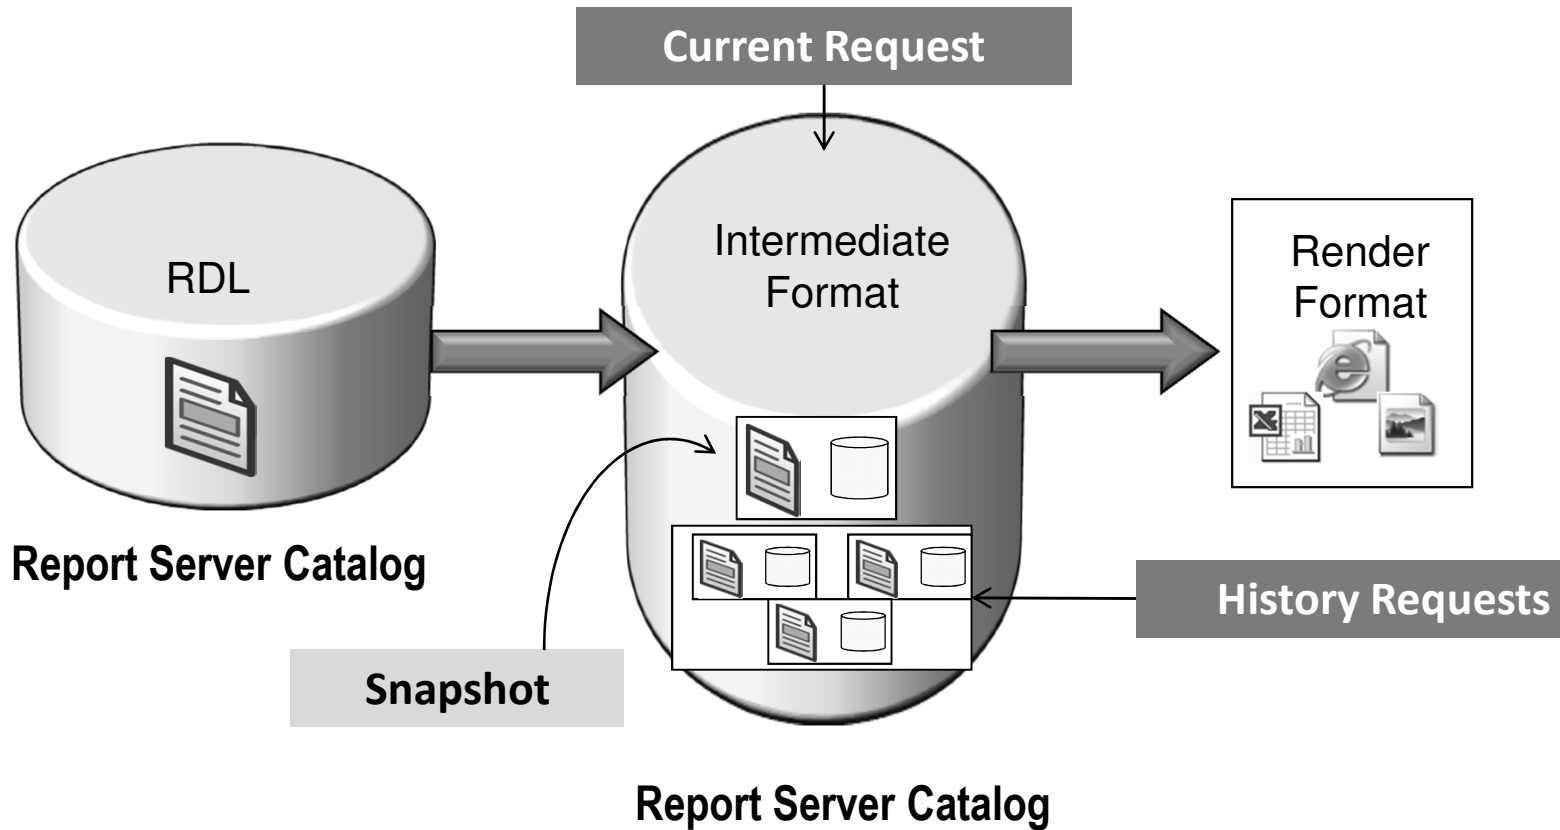 Current Request
RDL
Intermediate
Format
Render
Format
Report Server Catalog
History Requests
Snapshot
Report Server Catalog